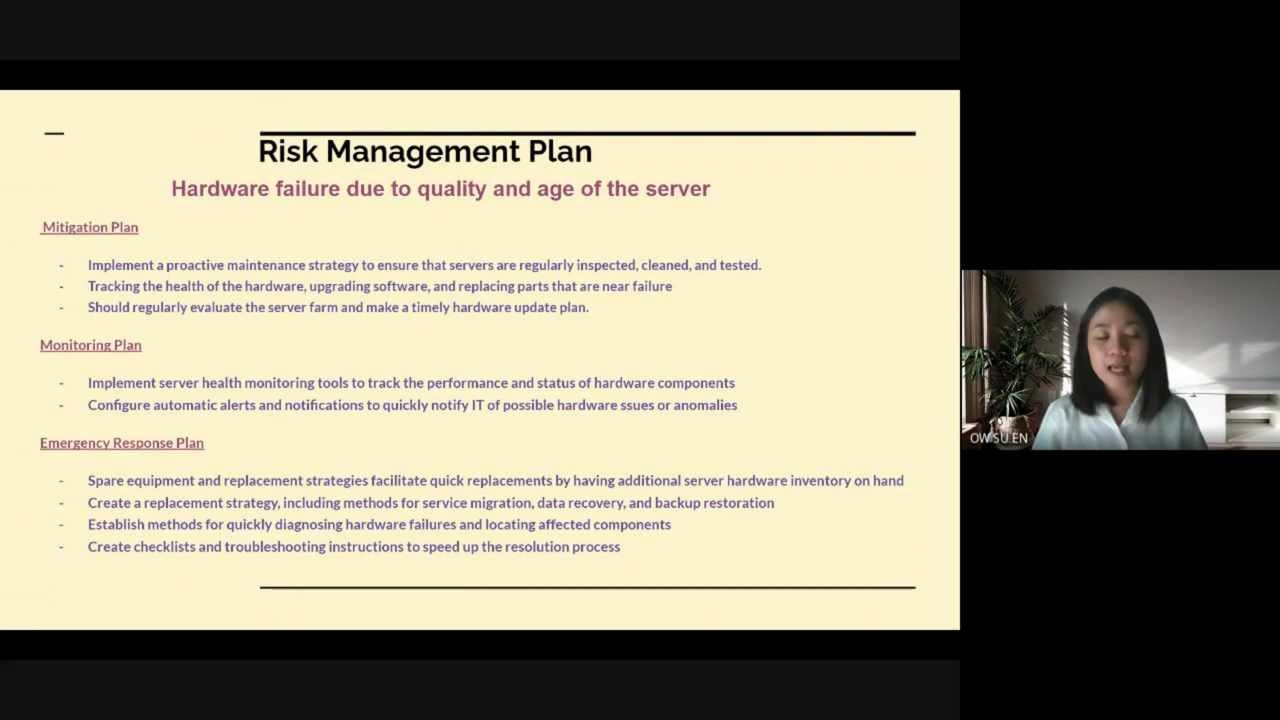 Risk Management Plan
Hardware failure due to quality and age of the server
Mitigation Plan
- Implement a proactive maintenance strategy to ensure that servers are regularly inspected, cleaned, and tested.
- Tracking the health of the hardware, upgrading software, and replacing parts that are near failure
- Should regularly evaluate the server farm and make a timely hardware update plan.
Monitoring Plan
- Implement server health monitoring tools to track the performance and status of hardware components
- Configure automatic alerts and notifications to quickly notify IT of possible hardware ssues or anomalies
Emergency Response Plan
- Spare equipment and replacement strategies facilitate quick replacements by having additional server hardware inventory on hand
- Create a replacement strategy, including methods for service migration, data recovery, and backup restoration
- Establish methods for quickly diagnosing hardware failures and locating affected components
- Create checklists and troubleshooting instructions to speed up the resolution process
OW SU EN